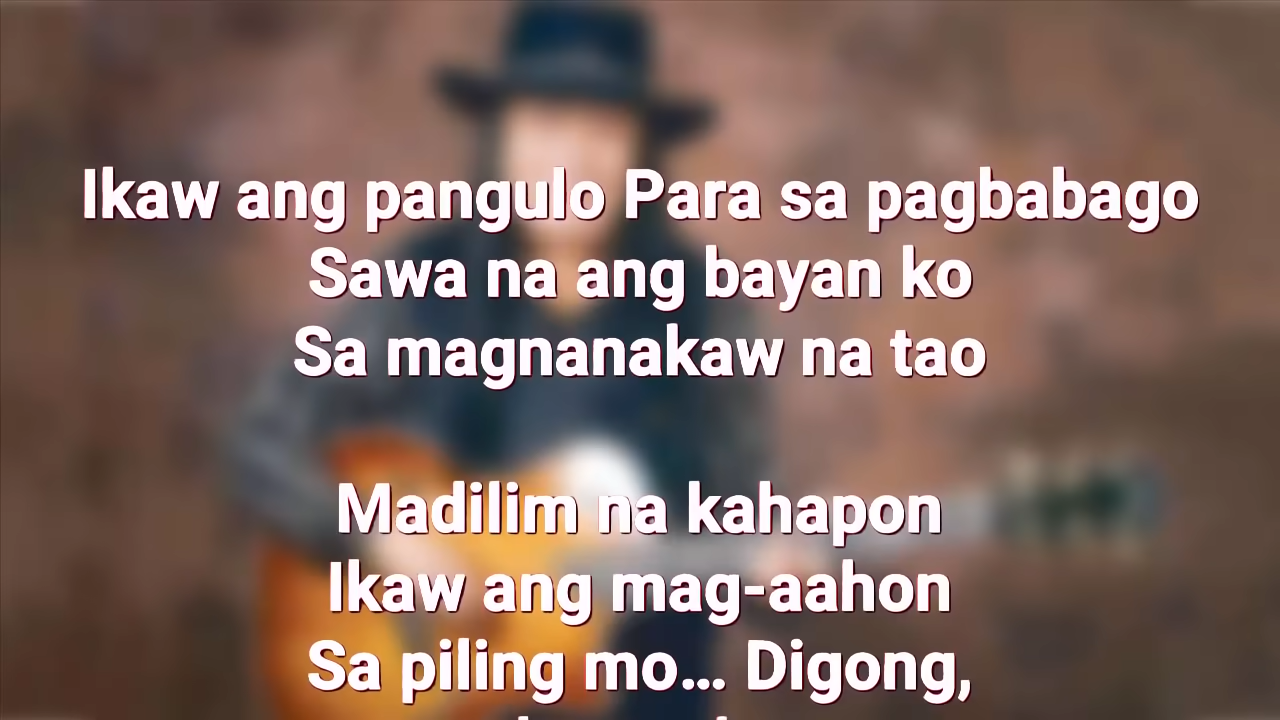 Ikaw ang pangulo Para sa pagbabago
Sawa na ang bayan ko
Sa magnanakaw na tao
Madilim na kahapon
Ikaw ang mag-aahon
Sa piling mo... Digong,